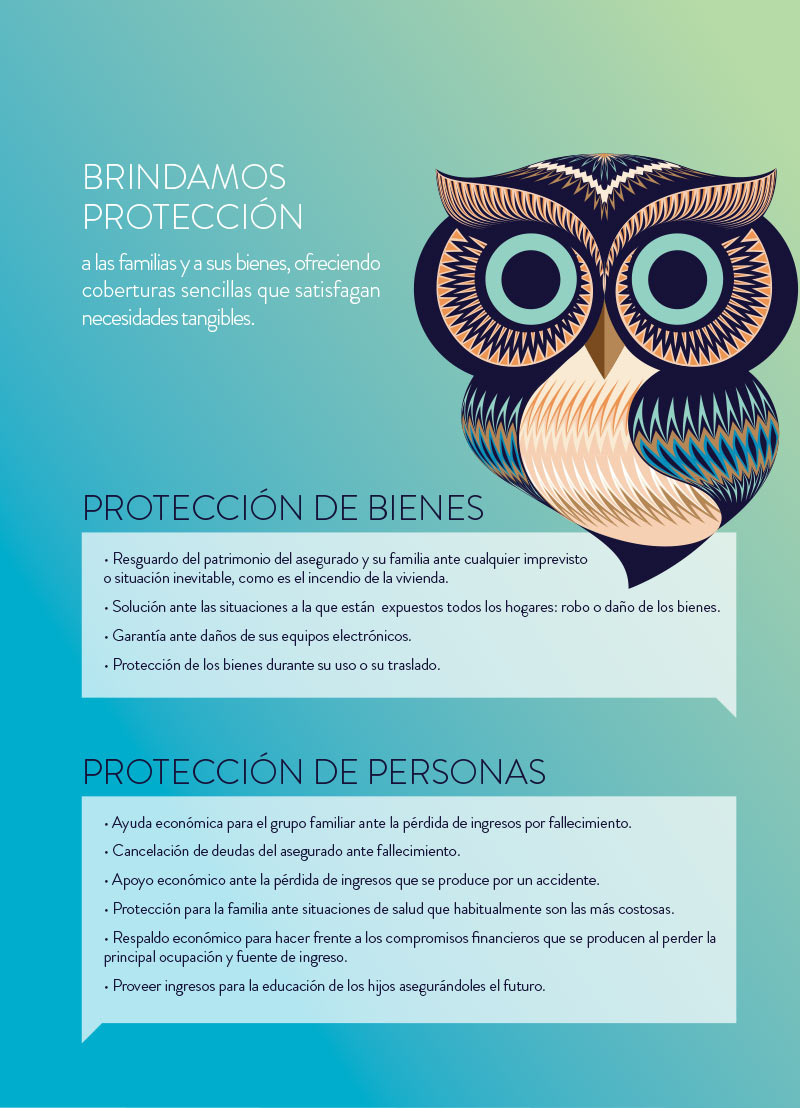 BRINDAMOS
PROTECCIÓN
a las familias y a sus bienes, ofreciendo
coberturas sencillas que satisfagan
necesidades tangibles.
PROTECCIÓN DE BIENES
• Resguardo del patrimonio del asegurado y su familia ante cualquier imprevisto
o situación inevitable, como es el incendio de la vivienda.
• Solución ante las situaciones a la que están  expuestos todos los hogares: robo o daño de los bienes.
• Garantía ante daños de sus equipos electrónicos.
• Protección de los bienes durante su uso o su traslado.
PROTECCIÓN DE PERSONAS
• Ayuda económica para el grupo familiar ante la pérdida de ingresos por fallecimiento.
• Cancelación de deudas del asegurado ante fallecimiento.
• Apoyo económico ante la pérdida de ingresos que se produce por un accidente.
• Protección para la familia ante situaciones de salud que habitualmente son las más costosas.
• Respaldo económico para hacer frente a los compromisos financieros que se producen al perder la
principal ocupación y fuente de ingreso.
• Proveer ingresos para la educación de los hijos asegurándoles el futuro.